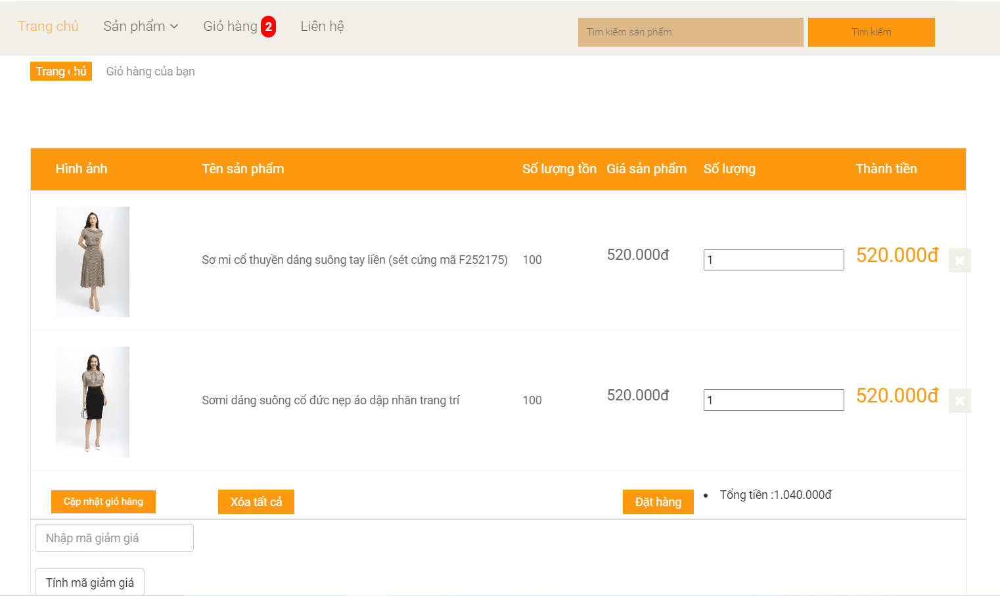 Trang chủ Sản phẩm Giỏ hàng 2 Liên hệ Tìm kiếm sản phẩm Tìm kiếm
Trang chủ Giỏ hàng của bạn
Hình ảnh Tên sản phẩm Số lượng tồn Giá sản phẩm Số lượng Thành tiền
Sơ mi cổ thuyền dáng suông tay liền (sét cứng mã F252175) 100 520.000đ 1 520.000đ
Sơmi dáng suông cổ đức nẹp áo dập nhăn trang trí 100 520.000đ 1 520.000đ
Cập nhật giỏ hàng Xóa tất cả Đặt hàng Tổng tiền :1.040.000đ
Nhập mã giảm giá
Tính mã giảm giá